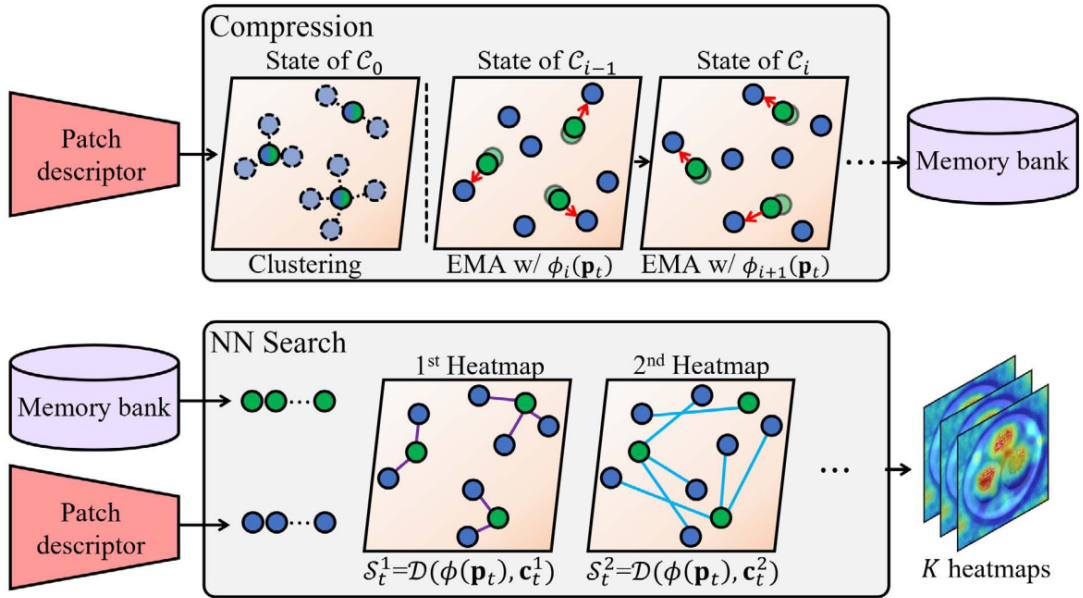 Compression
State of 𝒞₀
State of 𝒞ᵢ₋₁
State of 𝒞ᵢ
Patch
descriptor
Memory bank
Clustering
EMA w/ ϕᵢ(𝐩ₜ)
EMA w/ ϕᵢ₊₁(𝐩ₜ)
NN Search
1ˢᵗ Heatmap
2ⁿᵈ Heatmap
Memory bank
Patch
descriptor
𝒮ₜ¹=𝒟(ϕ(𝐩ₜ), 𝐜ₜ¹)
𝒮ₜ²=𝒟(ϕ(𝐩ₜ), 𝐜ₜ²)
K heatmaps